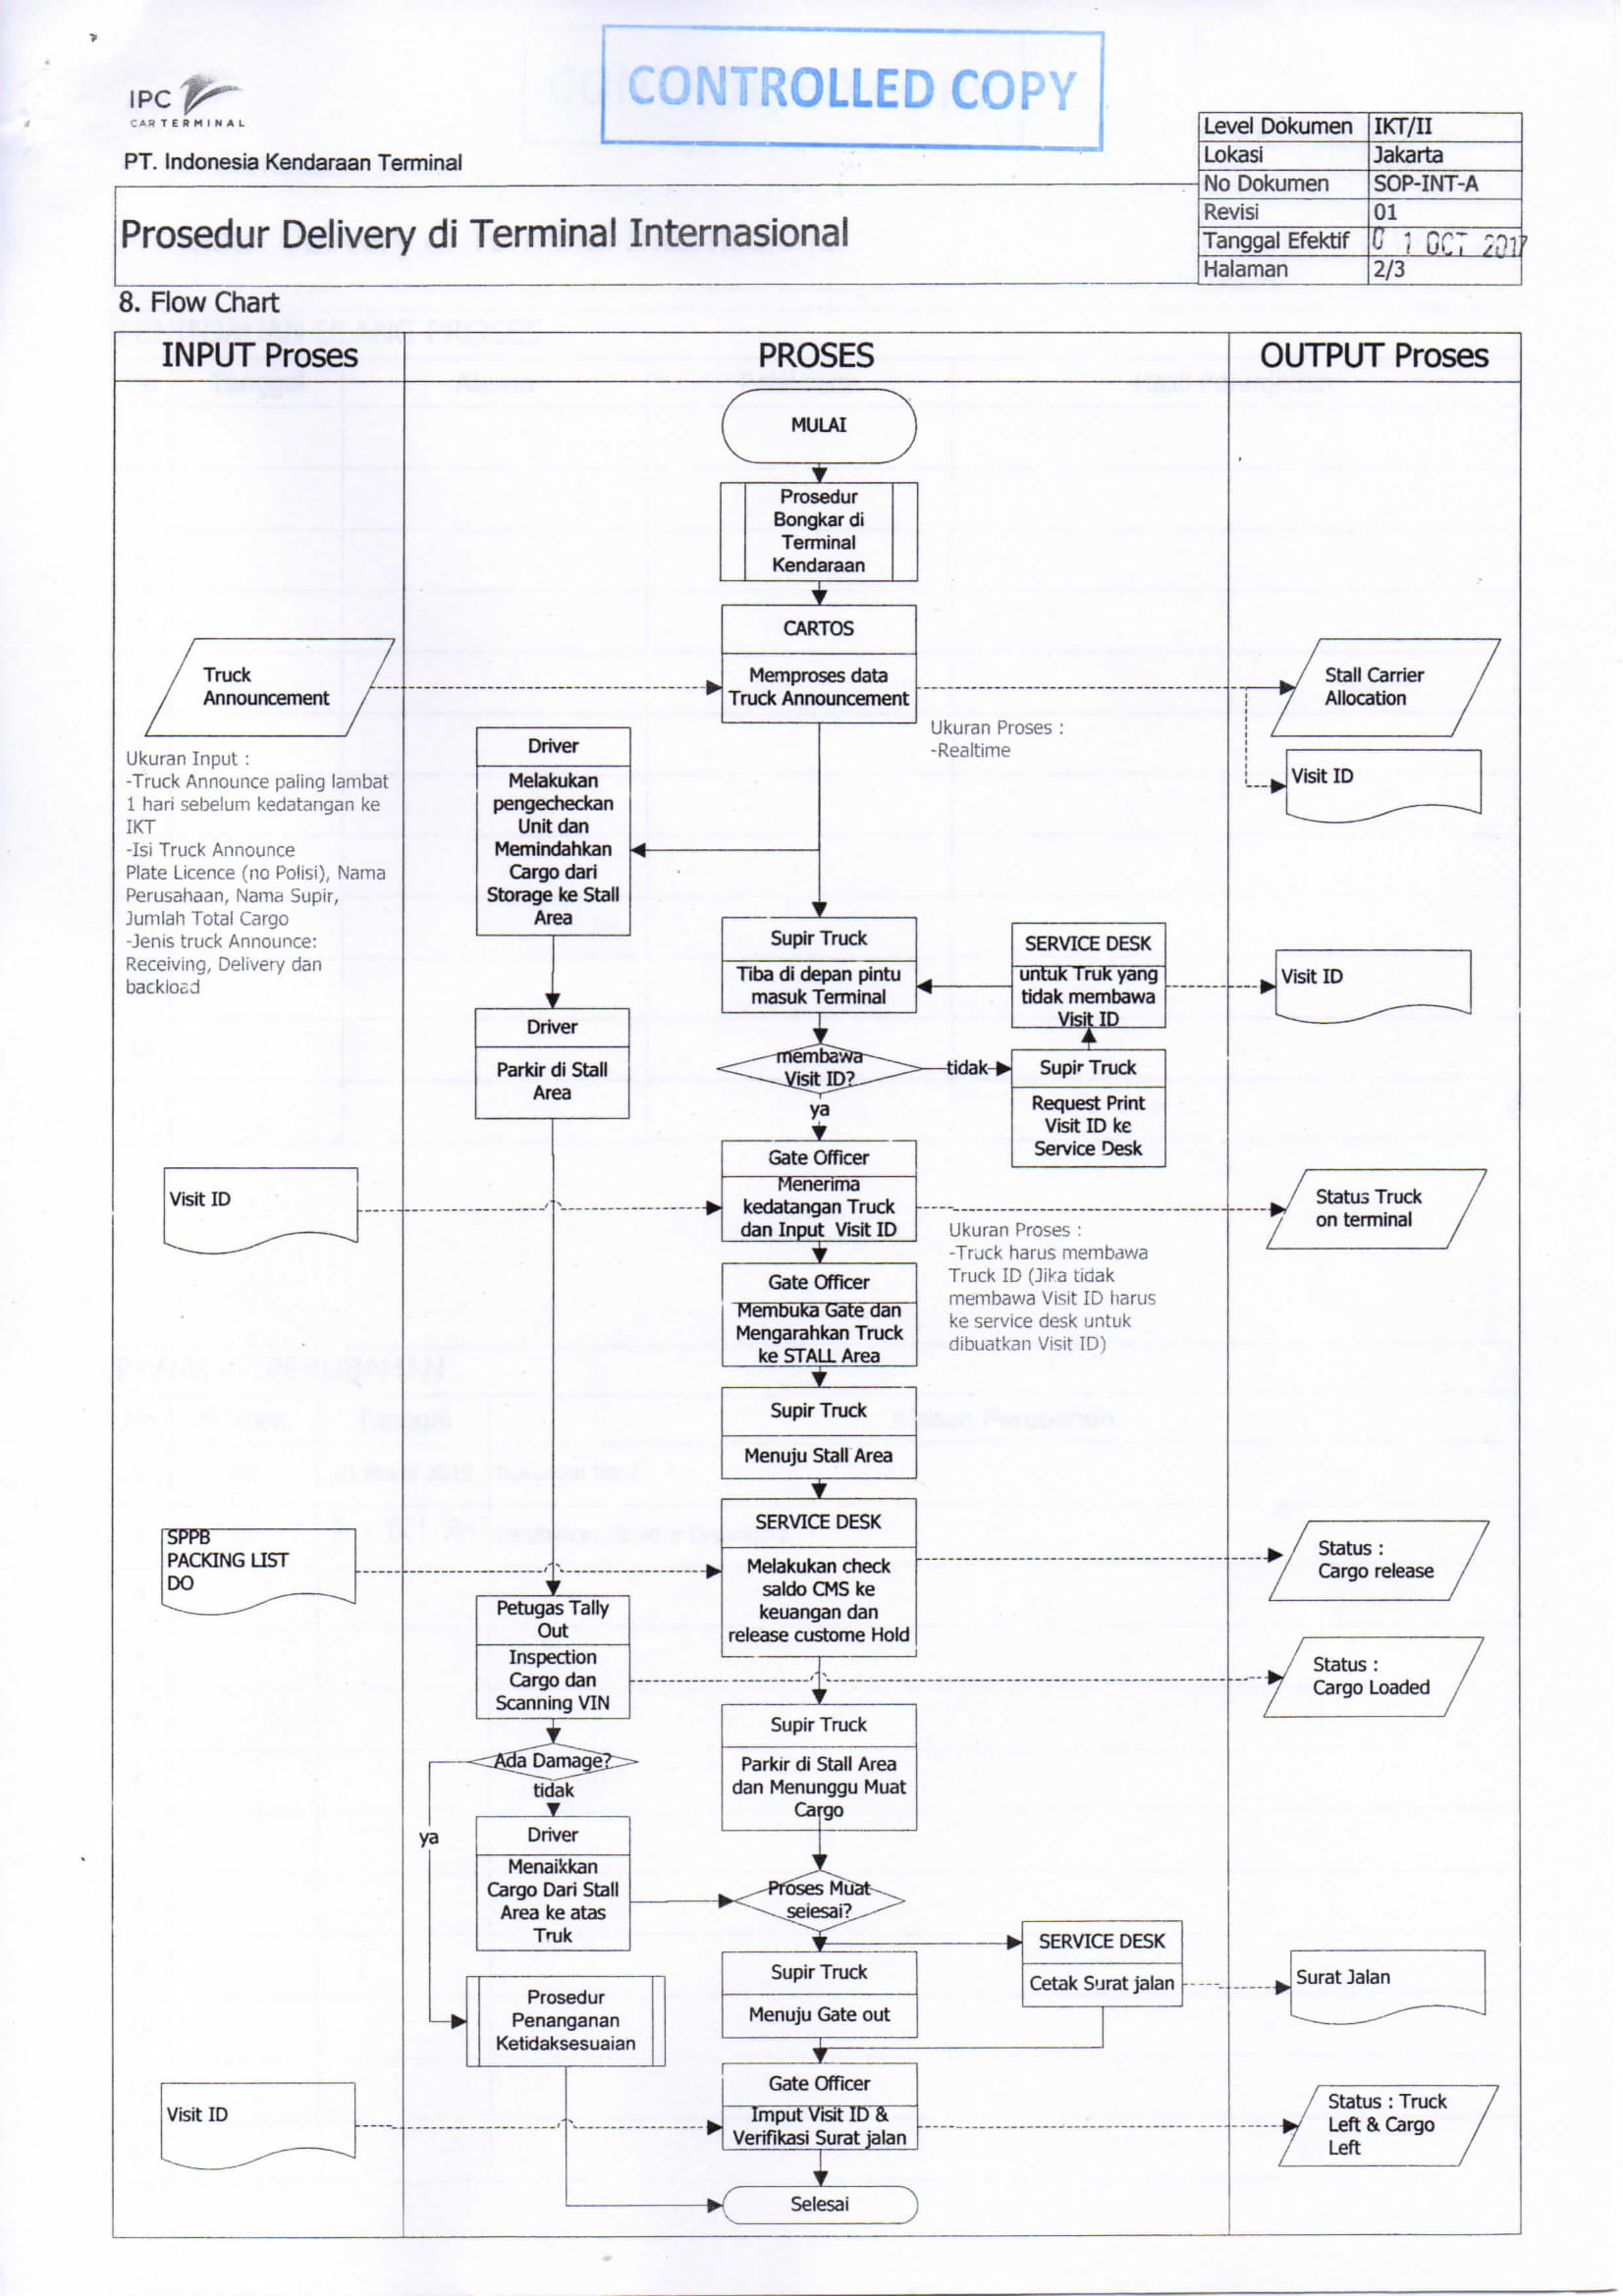 CONTROLLED COPY
IPC
CAR TERMINAL
PT. Indonesia Kendaraan Terminal
Level Dokumen IKT/II
Lokasi Jakarta
No Dokumen SOP-INT-A
Revisi 01
Tanggal Efektif 0 1 OCT 2017
Halaman 2/3
Prosedur Delivery di Terminal Internasional
8. Flow Chart
INPUT Proses
PROSES
OUTPUT Proses
MULAI
Prosedur
Bongkar di
Terminal
Kendaraan
CARTOS
Memproses data
Truck Announcement
Truck
Announcement
Stall Carrier
Allocation
Ukuran Proses :
-Realtime
Visit ID
Ukuran Input :
-Truck Announce paling lambat
1 hari sebelum kedatangan ke
IKT
-Isi Truck Announce
Plate Licence (no Polisi), Nama
Perusahaan, Nama Supir,
Jumlah Total Cargo
-Jenis truck Announce:
Receiving, Delivery dan
backload
Driver
Melakukan
pengecheckan
Unit dan
Memindahkan
Cargo dari
Storage ke Stall
Area
Supir Truck
Tiba di depan pintu
masuk Terminal
SERVICE DESK
untuk Truk yang
tidak membawa
Visit ID
Visit ID
Driver
Parkir di Stall
Area
membawa
Visit ID?
tidak
ya
Supir Truck
Request Print
Visit ID ke
Service Desk
Visit ID
Gate Officer
Menerima
kedatangan Truck
dan Input Visit ID
Status Truck
on terminal
Ukuran Proses :
-Truck harus membawa
Truck ID (Jika tidak
membawa Visit ID harus
ke service desk untuk
dibuatkan Visit ID)
Gate Officer
Membuka Gate dan
Mengarahkan Truck
ke STALL Area
Supir Truck
Menuju Stall Area
SPPB
PACKING LIST
DO
SERVICE DESK
Melakukan check
saldo CMS ke
keuangan dan
release custome Hold
Status :
Cargo release
Petugas Tally
Out
Inspection
Cargo dan
Scanning VIN
Status :
Cargo Loaded
Supir Truck
Parkir di Stall Area
dan Menunggu Muat
Cargo
Ada Damage?
tidak
ya
Driver
Menaikkan
Cargo Dari Stall
Area ke atas
Truk
Proses Muat
selesai?
SERVICE DESK
Cetak Surat jalan
Surat Jalan
Supir Truck
Menuju Gate out
Prosedur
Penanganan
Ketidaksesuaian
Visit ID
Gate Officer
Imput Visit ID &
Verifikasi Surat jalan
Status : Truck
Left & Cargo
Left
Selesai